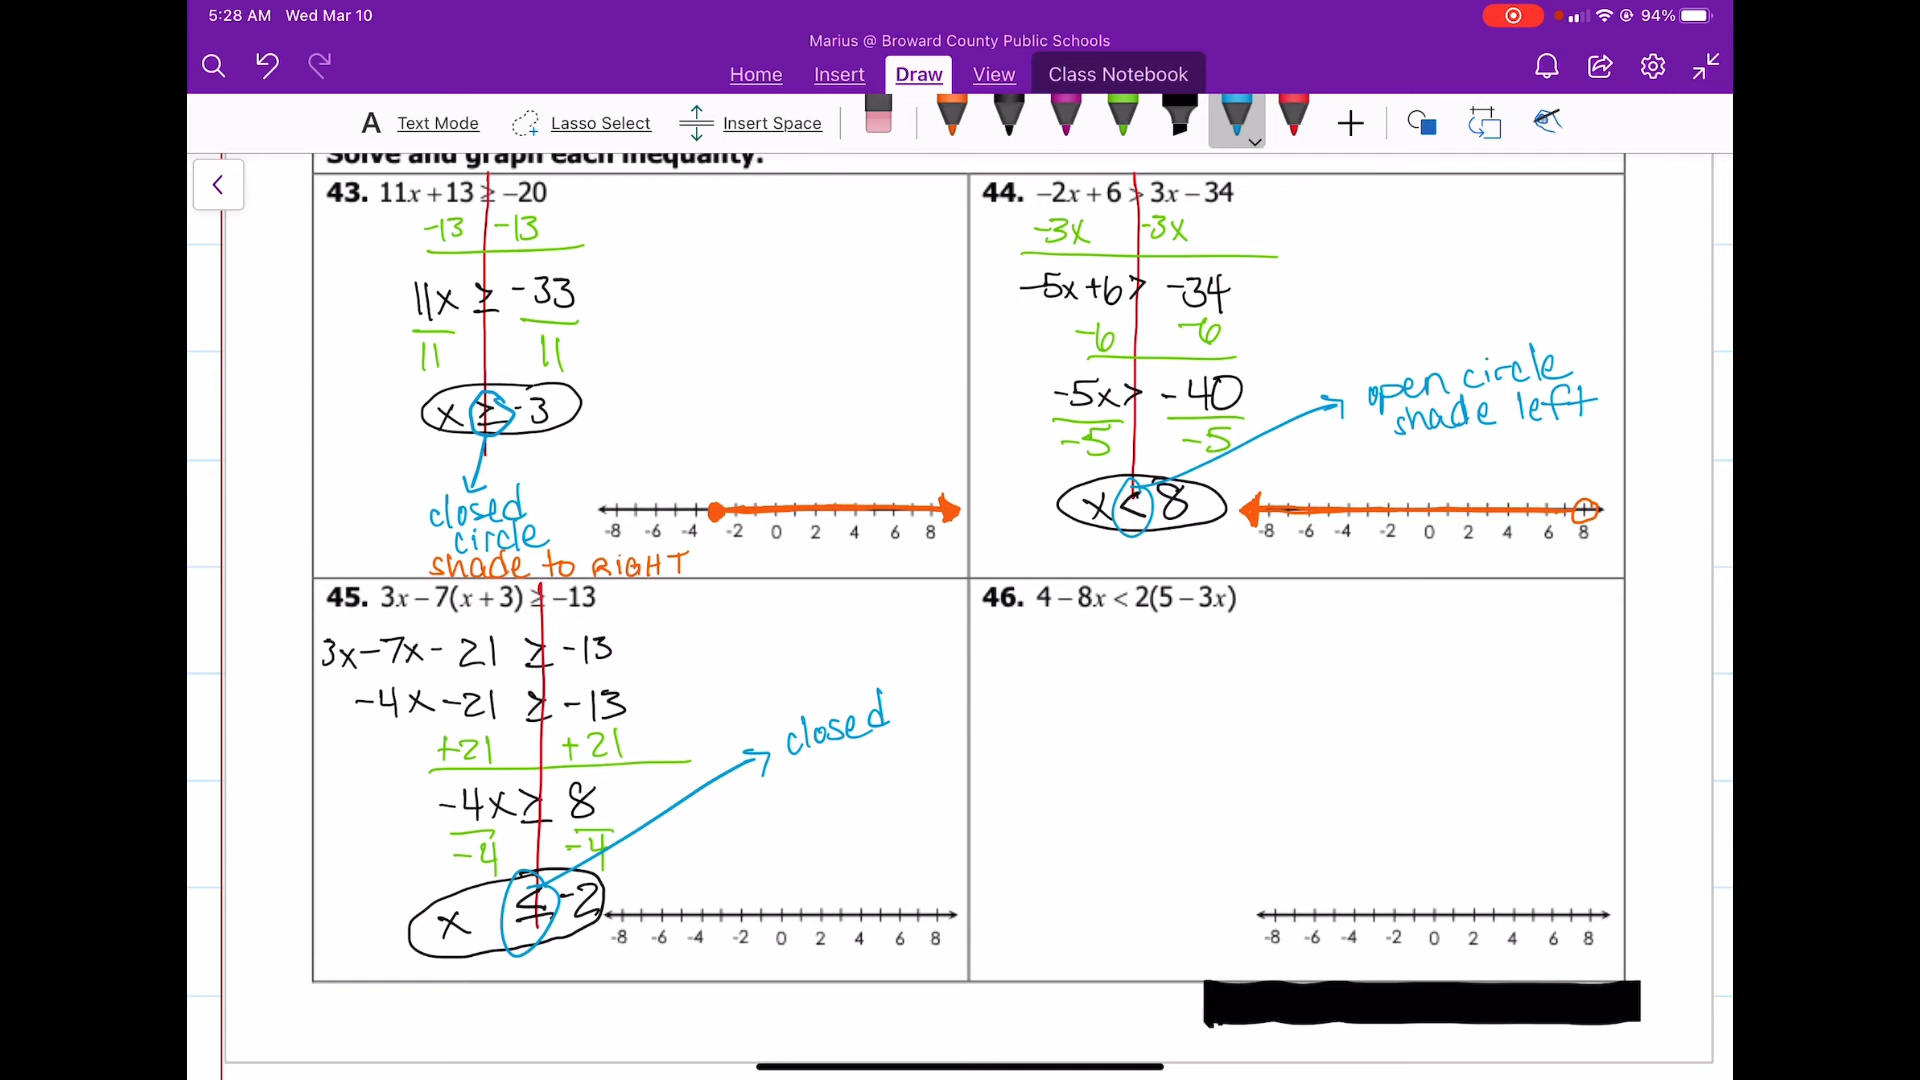 5:28 AM Wed Mar 10
94%
Marius @ Broward County Public Schools
Home Insert Draw View Class Notebook
A Text Mode Lasso Select Insert Space
Solve and graph each inequality.
43. 11x + 13 ≥ −20
-13 -13
11x ≥ -33
11 11
x ≥ -3
closed
circle
shade to RIGHT
-8 -6 -4 -2 0 2 4 6 8
44. −2x + 6 > 3x − 34
-3x -3x
-5x+6 > -34
-6 -6
-5x > -40
-5 -5
x < 8
open circle
shade left
-8 -6 -4 -2 0 2 4 6 8
45. 3x − 7(x + 3) ≥ −13
3x-7x- 21 ≥ -13
-4x -21 ≥ -13
+21 +21
-4x ≥ 8
-4 -4
x ≤ -2
closed
-8 -6 -4 -2 0 2 4 6 8
46. 4 − 8x < 2(5 − 3x)
-8 -6 -4 -2 0 2 4 6 8